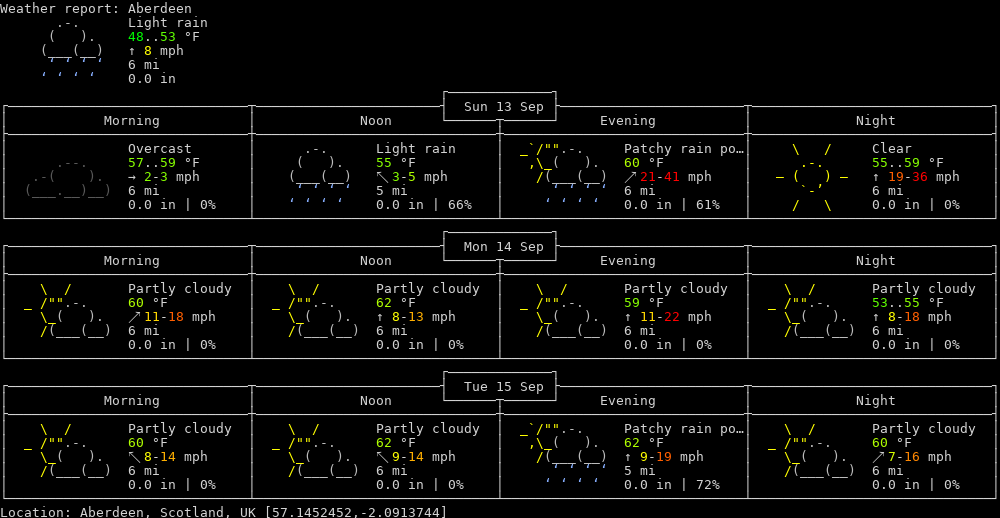 Weather report: Aberdeen
Light rain
48..53 °F
↑ 8 mph
6 mi
0.0 in
Sun 13 Sep
Morning Noon Evening Night
Overcast Light rain Patchy rain po… Clear
57..59 °F 55 °F 60 °F 55..59 °F
→ 2-3 mph ↖ 3-5 mph ↗ 21-41 mph ↑ 19-36 mph
6 mi 5 mi 6 mi 6 mi
0.0 in | 0% 0.0 in | 66% 0.0 in | 61% 0.0 in | 0%
Mon 14 Sep
Morning Noon Evening Night
Partly cloudy Partly cloudy Partly cloudy Partly cloudy
60 °F 62 °F 59 °F 53..55 °F
↗ 11-18 mph ↑ 8-13 mph ↑ 11-22 mph ↑ 8-18 mph
6 mi 6 mi 6 mi 6 mi
0.0 in | 0% 0.0 in | 0% 0.0 in | 0% 0.0 in | 0%
Tue 15 Sep
Morning Noon Evening Night
Partly cloudy Partly cloudy Patchy rain po… Partly cloudy
60 °F 62 °F 62 °F 60 °F
↖ 8-14 mph ↖ 9-14 mph ↑ 9-19 mph ↗ 7-16 mph
6 mi 6 mi 5 mi 6 mi
0.0 in | 0% 0.0 in | 0% 0.0 in | 72% 0.0 in | 0%
Location: Aberdeen, Scotland, UK [57.1452452,-2.0913744]